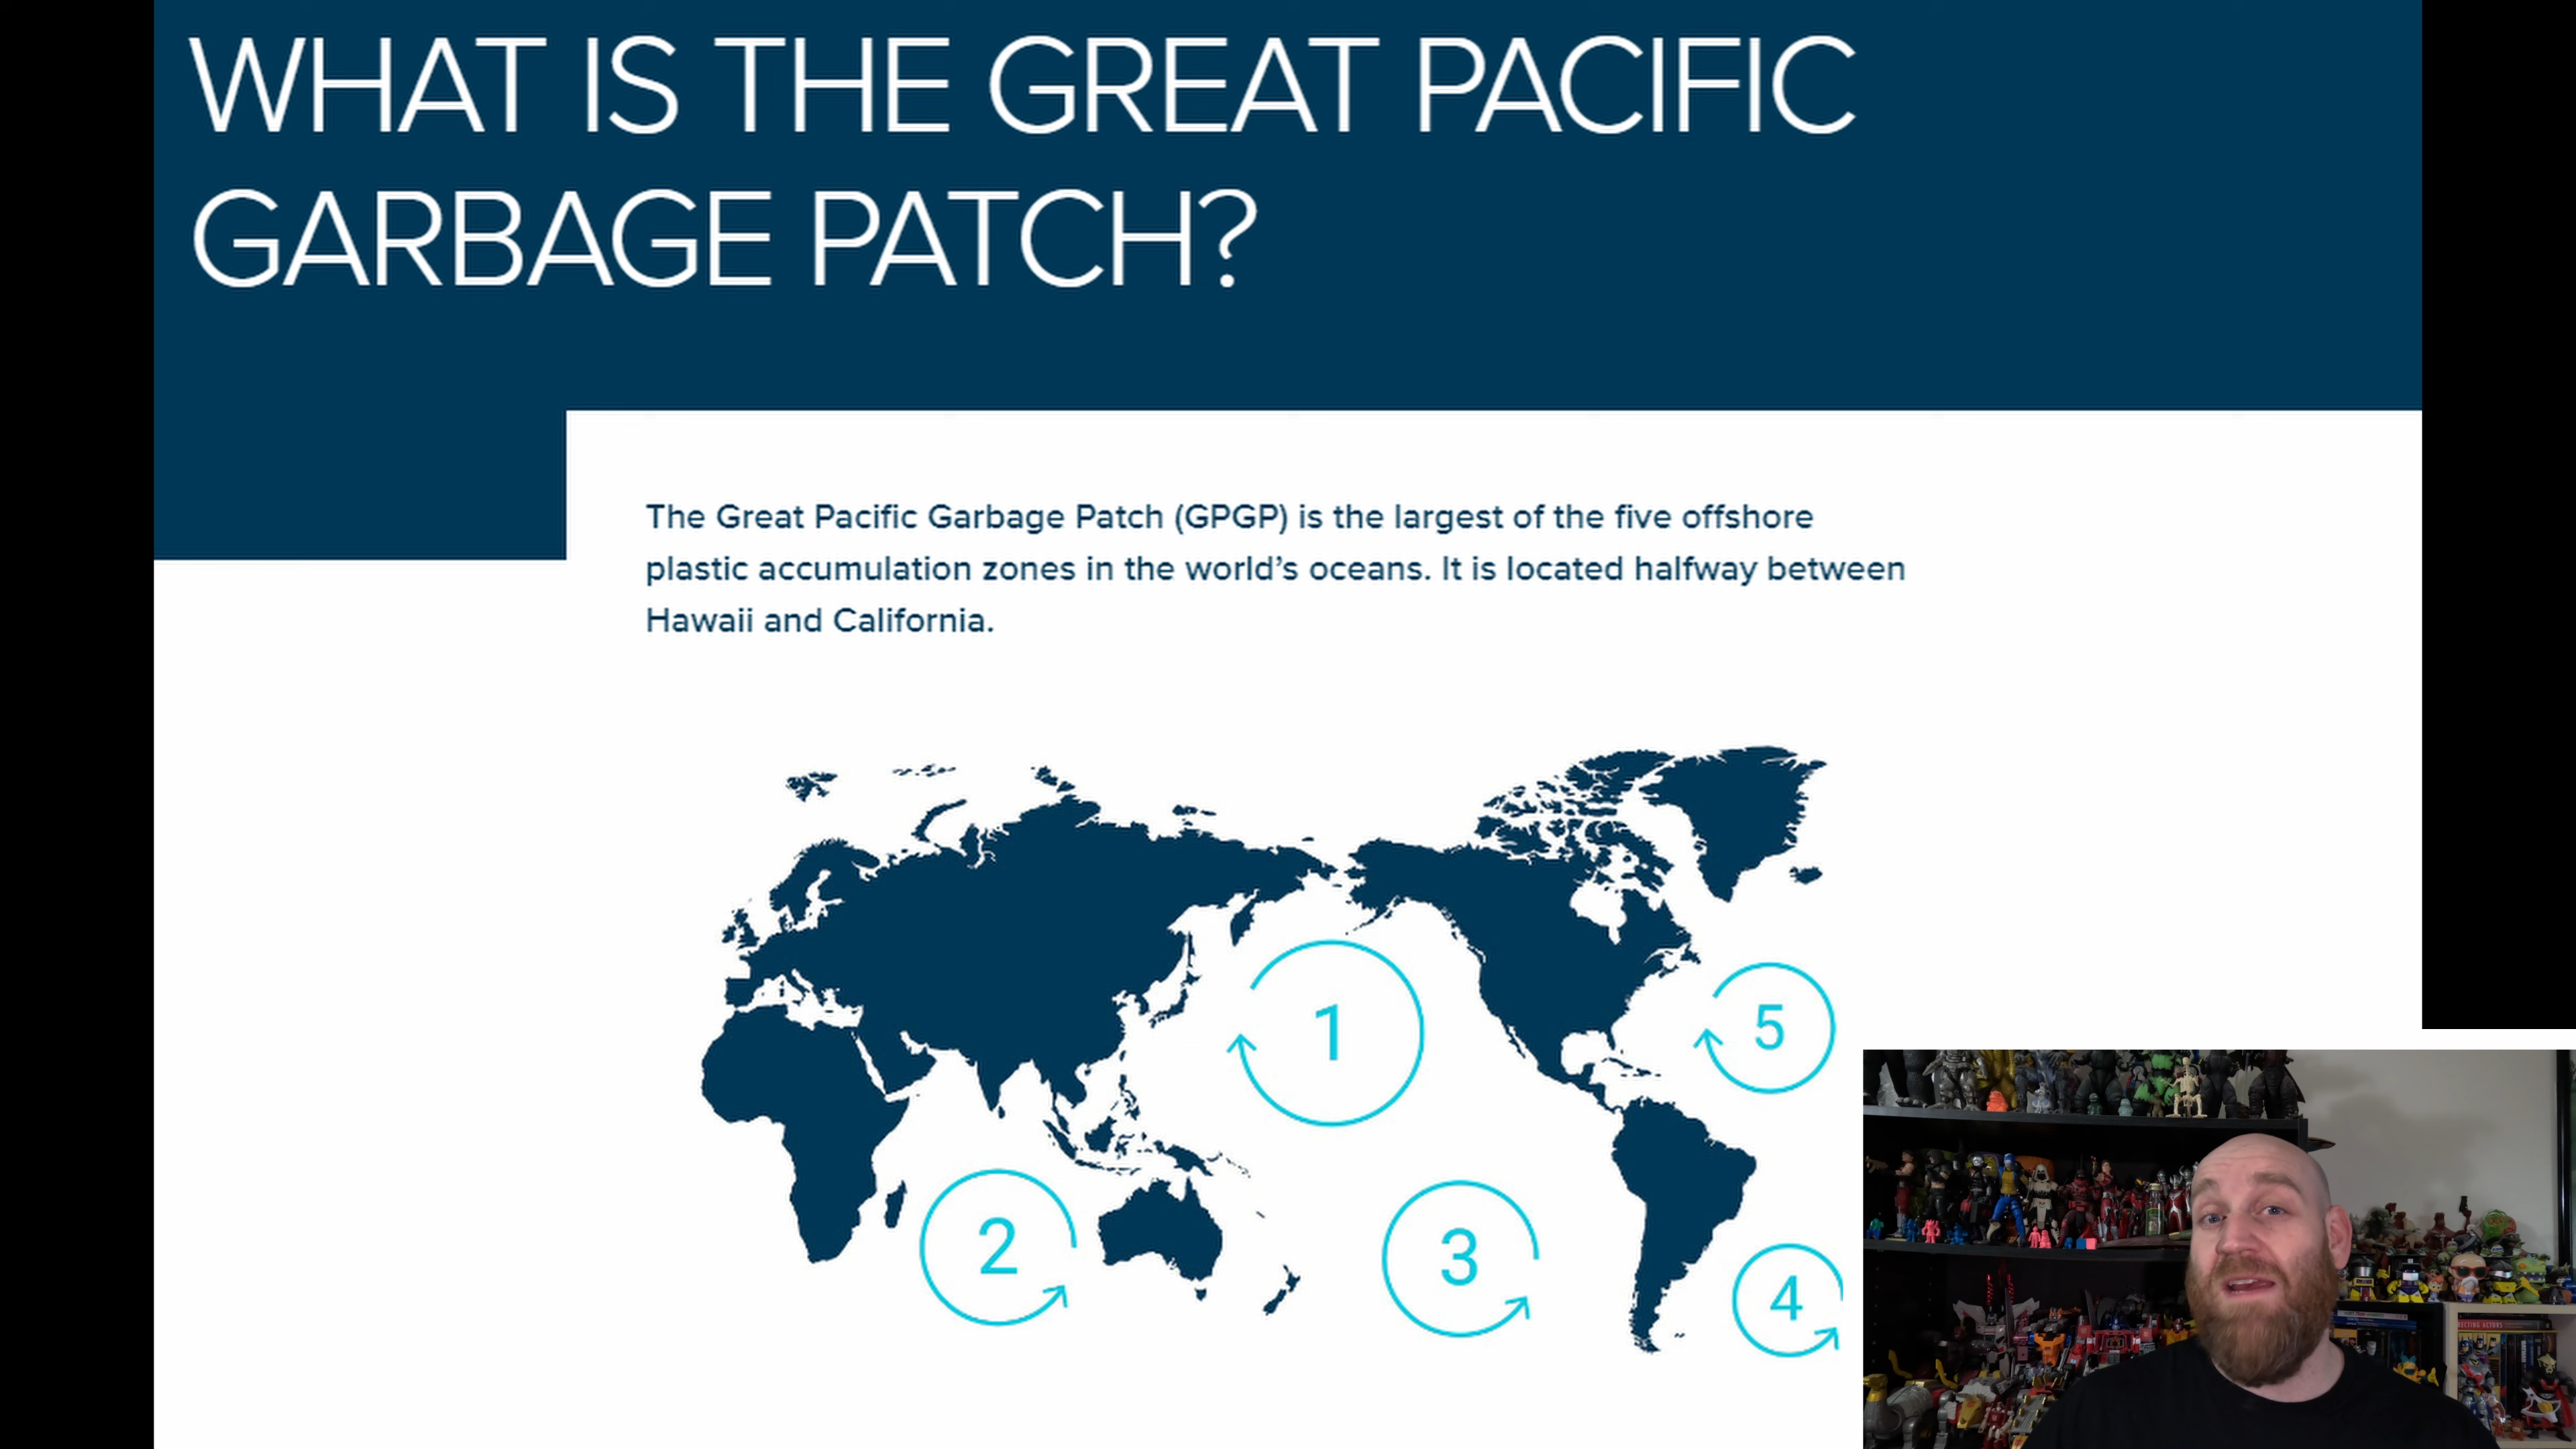 WHAT IS THE GREAT PACIFIC
GARBAGE PATCH?
The Great Pacific Garbage Patch (GPGP) is the largest of the five offshore
plastic accumulation zones in the world’s oceans. It is located halfway between
Hawaii and California.
1
5
2
3
4